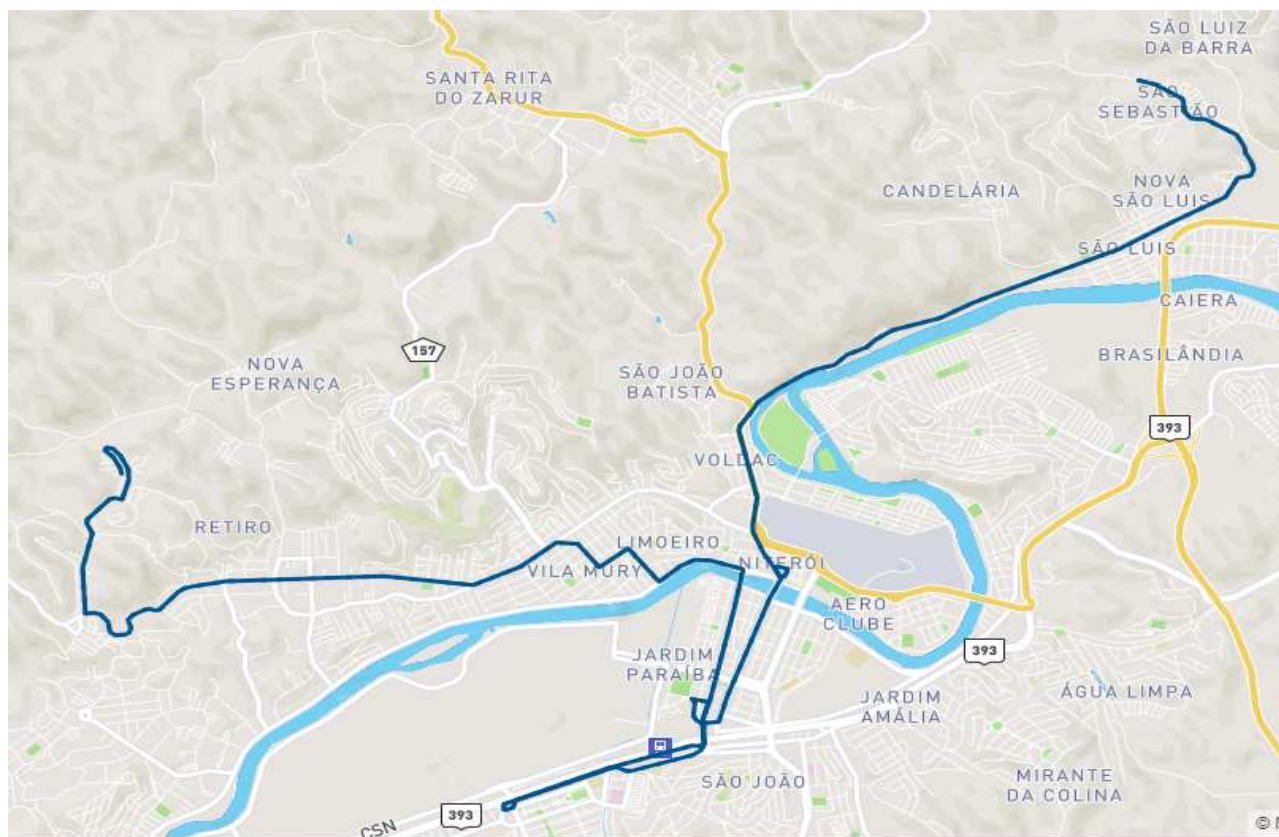 SÃO LUIZ
DA BARRA
SANTA RITA
DO ZARUR
SÃO
SEBASTIÃO
CANDELÁRIA
NOVA
SÃO LUIS
SÃO LUIS
CAIERA
157
NOVA
ESPERANÇA
SÃO JOÃO
BATISTA
BRASILÂNDIA
393
VOLDAC
RETIRO
LIMOEIRO
VILA MURY
NITERÓI
AERO
CLUBE
393
JARDIM
PARAÍBA
JARDIM
AMÁLIA
ÁGUA LIMPA
SÃO JOÃO
MIRANTE
DA COLINA
393
CSN
©